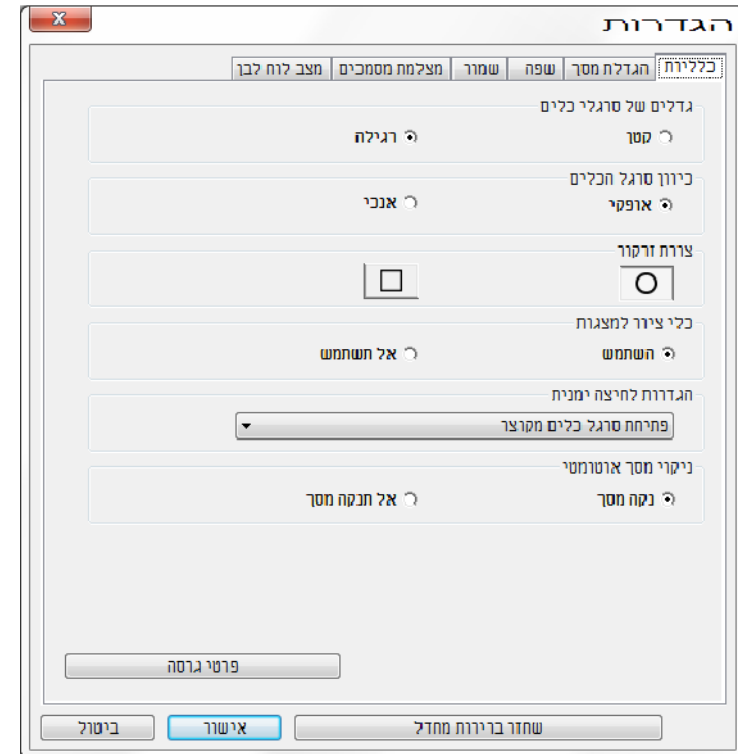 הגדרות
כלליות הגדלת מסך שפה שמור מצלמת מסמכים מצב לוח לבן
גדלים של סרגלי כלים
קטן רגילה
כיוון סרגל הכלים
אופקי אנכי
צורת זרקור
כלי ציור למצגות
השתמש אל תשתמש
הגדרות לחיצה ימנית
פתיחת סרגל כלים מקוצר
ניקוי מסך אוטומטי
נקה מסך אל תנקה מסך
פרטי גרסה
שחזר ברירות מחדל אישור ביטול